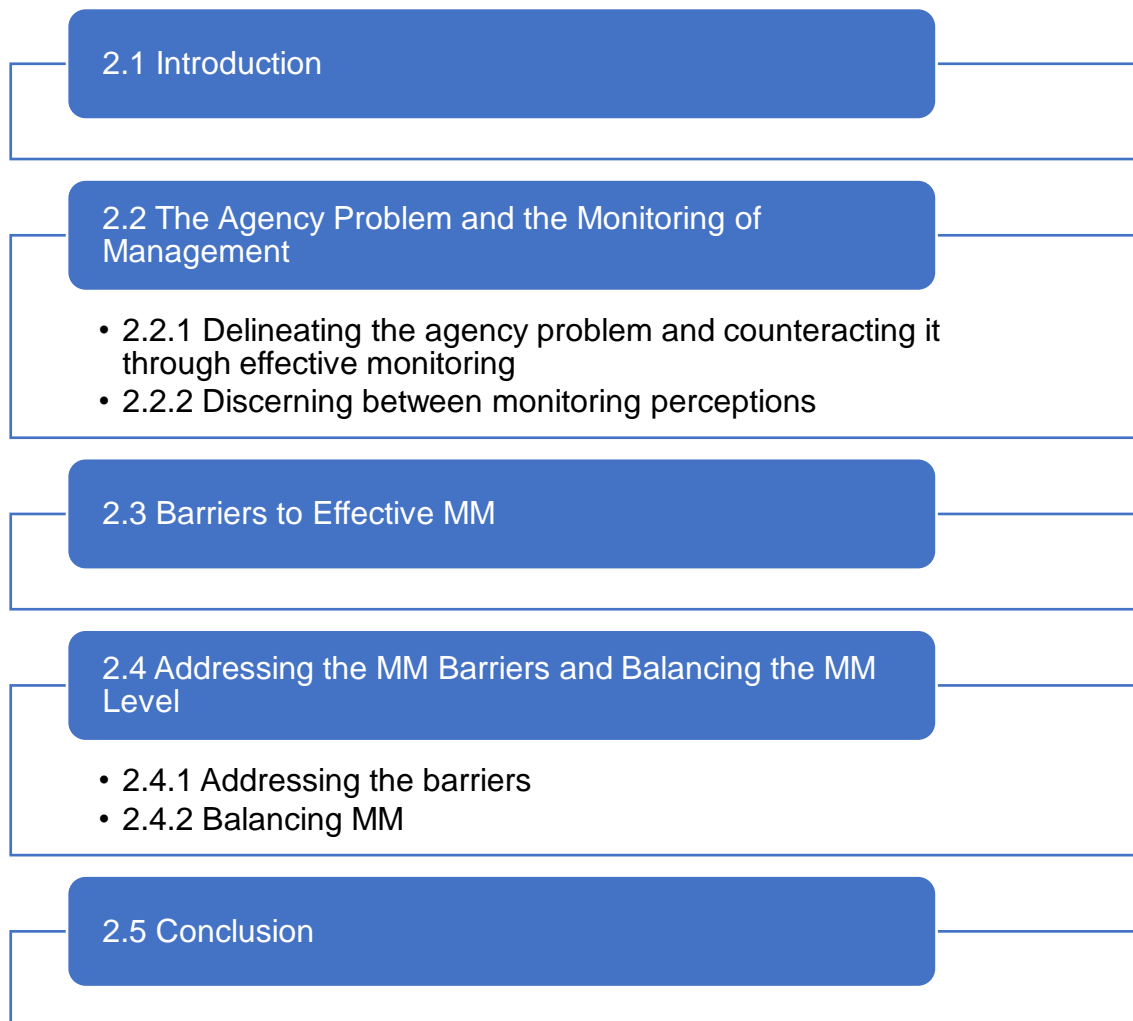 2.1 Introduction
2.2 The Agency Problem and the Monitoring of
Management
• 2.2.1 Delineating the agency problem and counteracting it
through effective monitoring
• 2.2.2 Discerning between monitoring perceptions
2.3 Barriers to Effective MM
2.4 Addressing the MM Barriers and Balancing the MM
Level
• 2.4.1 Addressing the barriers
• 2.4.2 Balancing MM
2.5 Conclusion